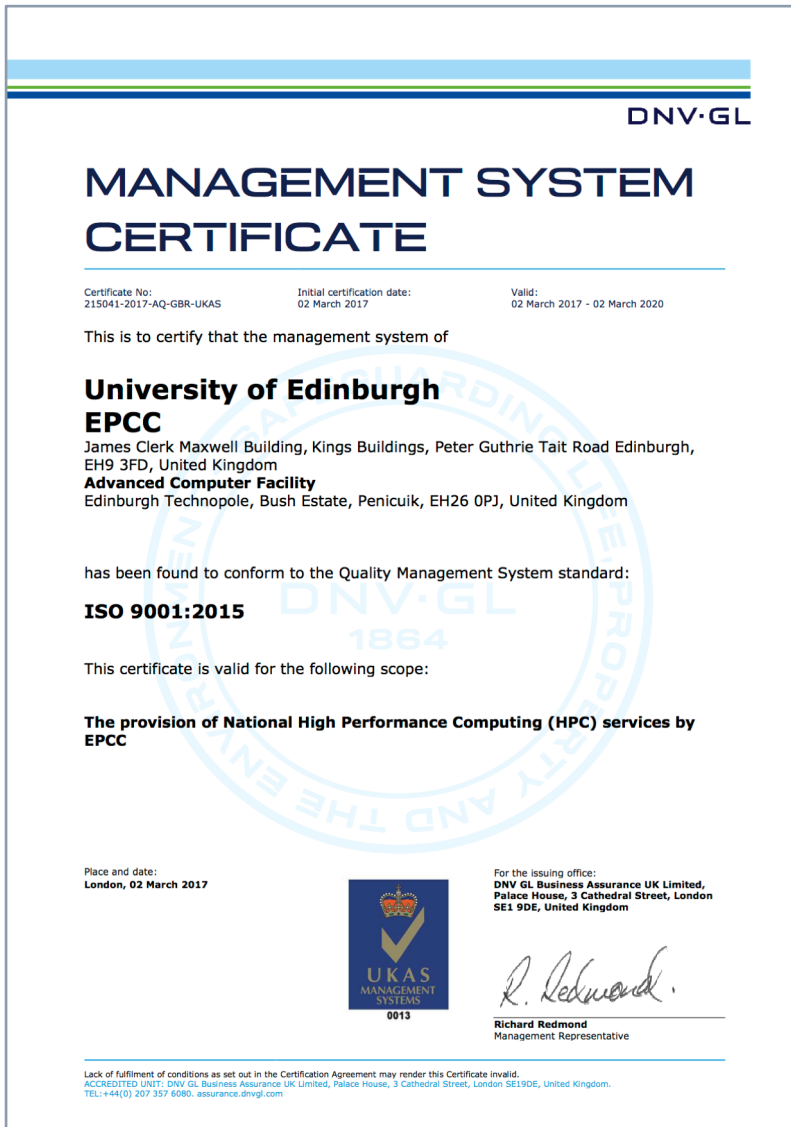 DNV·GL
MANAGEMENT SYSTEM
CERTIFICATE
Certificate No:
215041-2017-AQ-GBR-UKAS
Initial certification date:
02 March 2017
Valid:
02 March 2017 - 02 March 2020
This is to certify that the management system of
University of Edinburgh
EPCC
James Clerk Maxwell Building, Kings Buildings, Peter Guthrie Tait Road Edinburgh,
EH9 3FD, United Kingdom
Advanced Computer Facility
Edinburgh Technopole, Bush Estate, Penicuik, EH26 0PJ, United Kingdom
has been found to conform to the Quality Management System standard:
ISO 9001:2015
This certificate is valid for the following scope:
The provision of National High Performance Computing (HPC) services by
EPCC
SAFEGUARDING LIFE, PROPERTY AND THE ENVIRONMENT
DNV·GL
1864
Place and date:
London, 02 March 2017
UKAS
MANAGEMENT
SYSTEMS
0013
For the issuing office:
DNV GL Business Assurance UK Limited,
Palace House, 3 Cathedral Street, London
SE1 9DE, United Kingdom
R. Redmond.
Richard Redmond
Management Representative
Lack of fulfilment of conditions as set out in the Certification Agreement may render this Certificate invalid.
ACCREDITED UNIT: DNV GL Business Assurance UK Limited, Palace House, 3 Cathedral Street, London SE19DE, United Kingdom.
TEL:+44(0) 207 357 6080. assurance.dnvgl.com